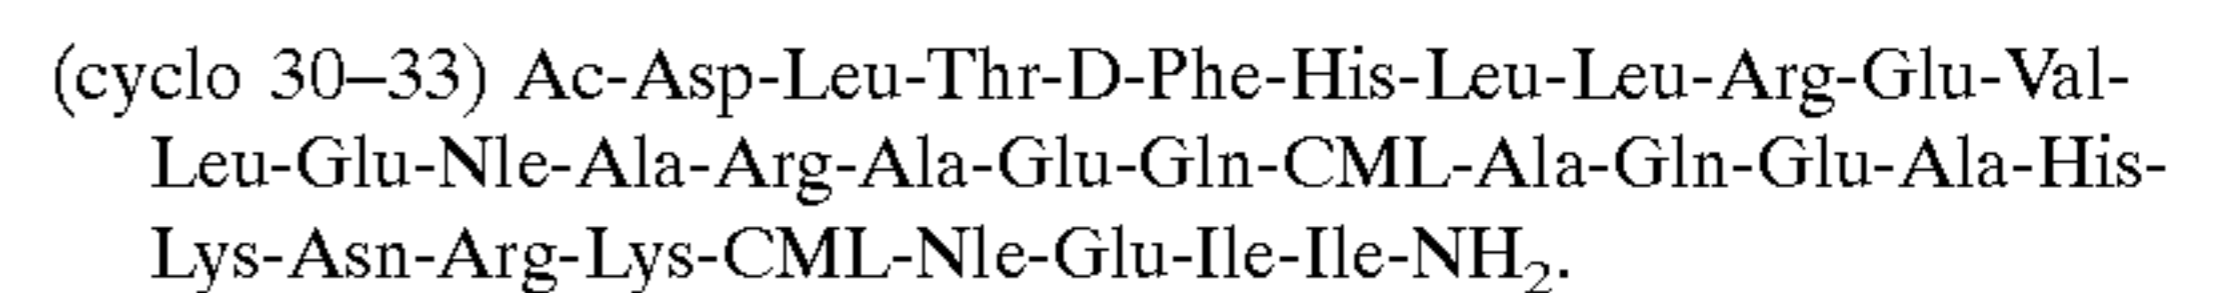 (cyclo 30–33) Ac-Asp-Leu-Thr-D-Phe-His-Leu-Leu-Arg-Glu-Val-
Leu-Glu-Nle-Ala-Arg-Ala-Glu-Gln-CML-Ala-Gln-Glu-Ala-His-
Lys-Asn-Arg-Lys-CML-Nle-Glu-Ile-Ile-NH₂.